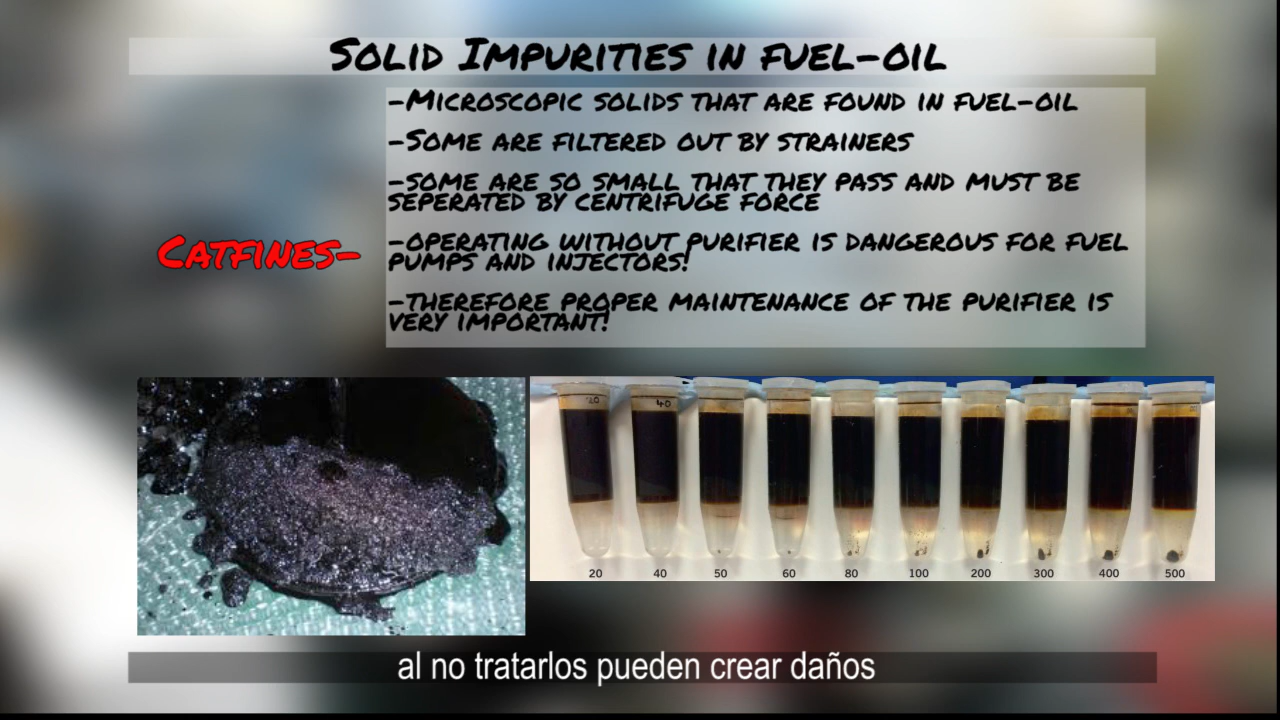 Solid Impurities in fuel-oil
-Microscopic solids that are found in fuel-oil
-Some are filtered out by strainers
-some are so small that they pass and must be
seperated by centrifuge force
Catfines-
-operating without purifier is dangerous for fuel
pumps and injectors!
-therefore proper maintenance of the purifier is
very important!
20 40
20 40 50 60 80 100 200 300 400 500
al no tratarlos pueden crear daños